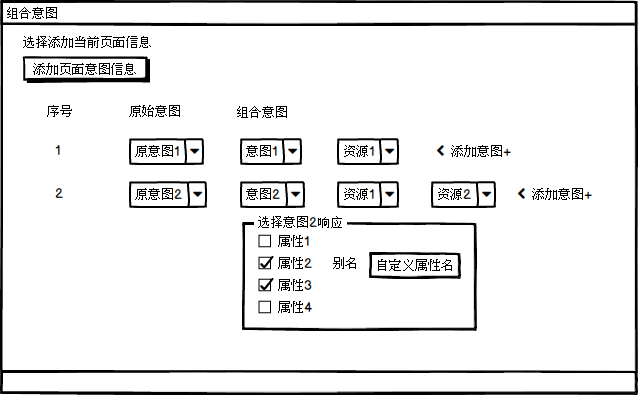 组合意图
选择添加当前页面信息
添加页面意图信息
序号 原始意图 组合意图
1 原意图1 意图1 资源1 添加意图+
2 原意图2 意图2 资源1 资源2 添加意图+
选择意图2响应
属性1
属性2 别名 自定义属性名
属性3
属性4